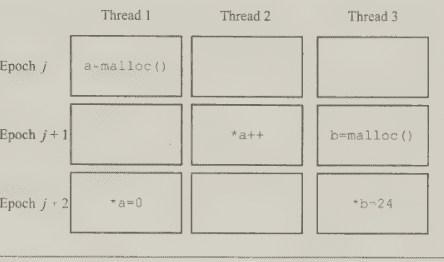 Thread 1 Thread 2 Thread 3
Epoch j a=malloc()
Epoch j+1 *a++ b=malloc()
Epoch j+2 *a=0 *b=24